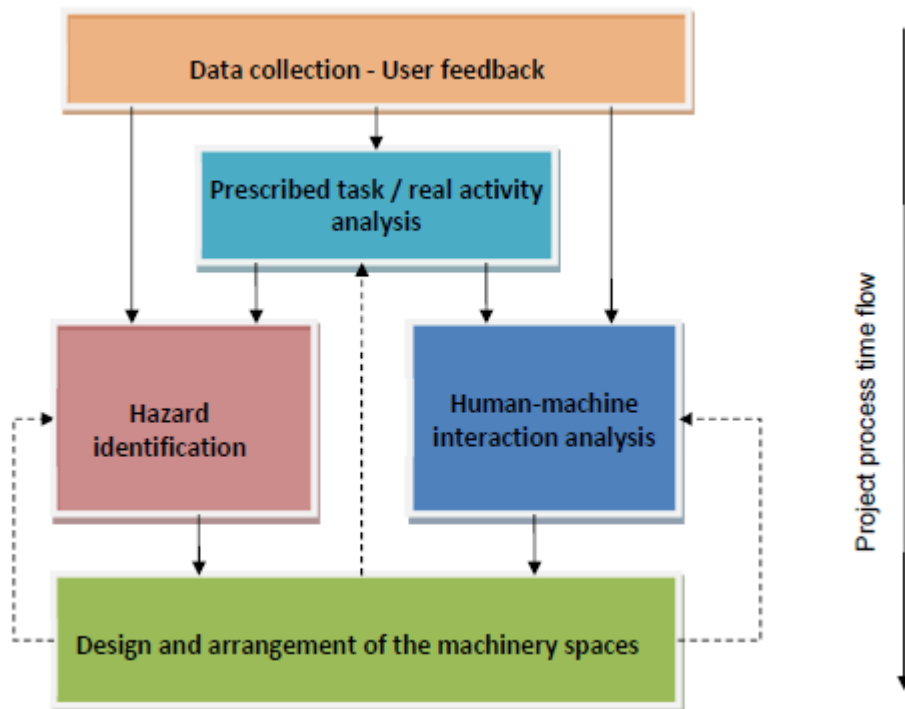 Data collection - User feedback
Prescribed task / real activity
analysis
Hazard
identification
Human-machine
interaction analysis
Design and arrangement of the machinery spaces
Project process time flow